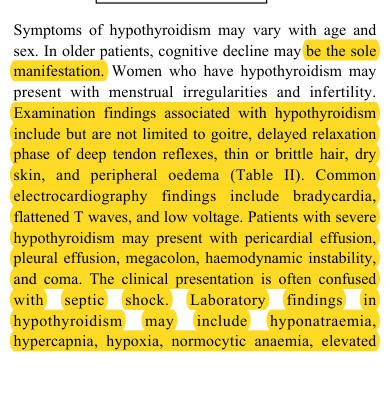 Symptoms of hypothyroidism may vary with age and
sex. In older patients, cognitive decline may be the sole
manifestation. Women who have hypothyroidism may
present with menstrual irregularities and infertility.
Examination findings associated with hypothyroidism
include but are not limited to goitre, delayed relaxation
phase of deep tendon reflexes, thin or brittle hair, dry
skin, and peripheral oedema (Table II). Common
electrocardiography findings include bradycardia,
flattened T waves, and low voltage. Patients with severe
hypothyroidism may present with pericardial effusion,
pleural effusion, megacolon, haemodynamic instability,
and coma. The clinical presentation is often confused
with septic shock. Laboratory findings in
hypothyroidism may include hyponatraemia,
hypercapnia, hypoxia, normocytic anaemia, elevated